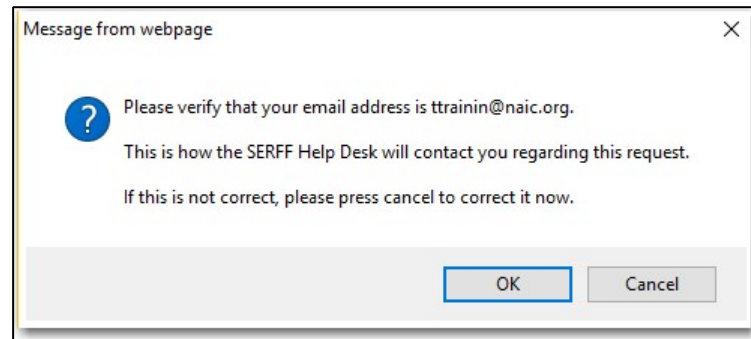 Message from webpage
Please verify that your email address is ttrainin@naic.org.
This is how the SERFF Help Desk will contact you regarding this request.
If this is not correct, please press cancel to correct it now.
OK
Cancel